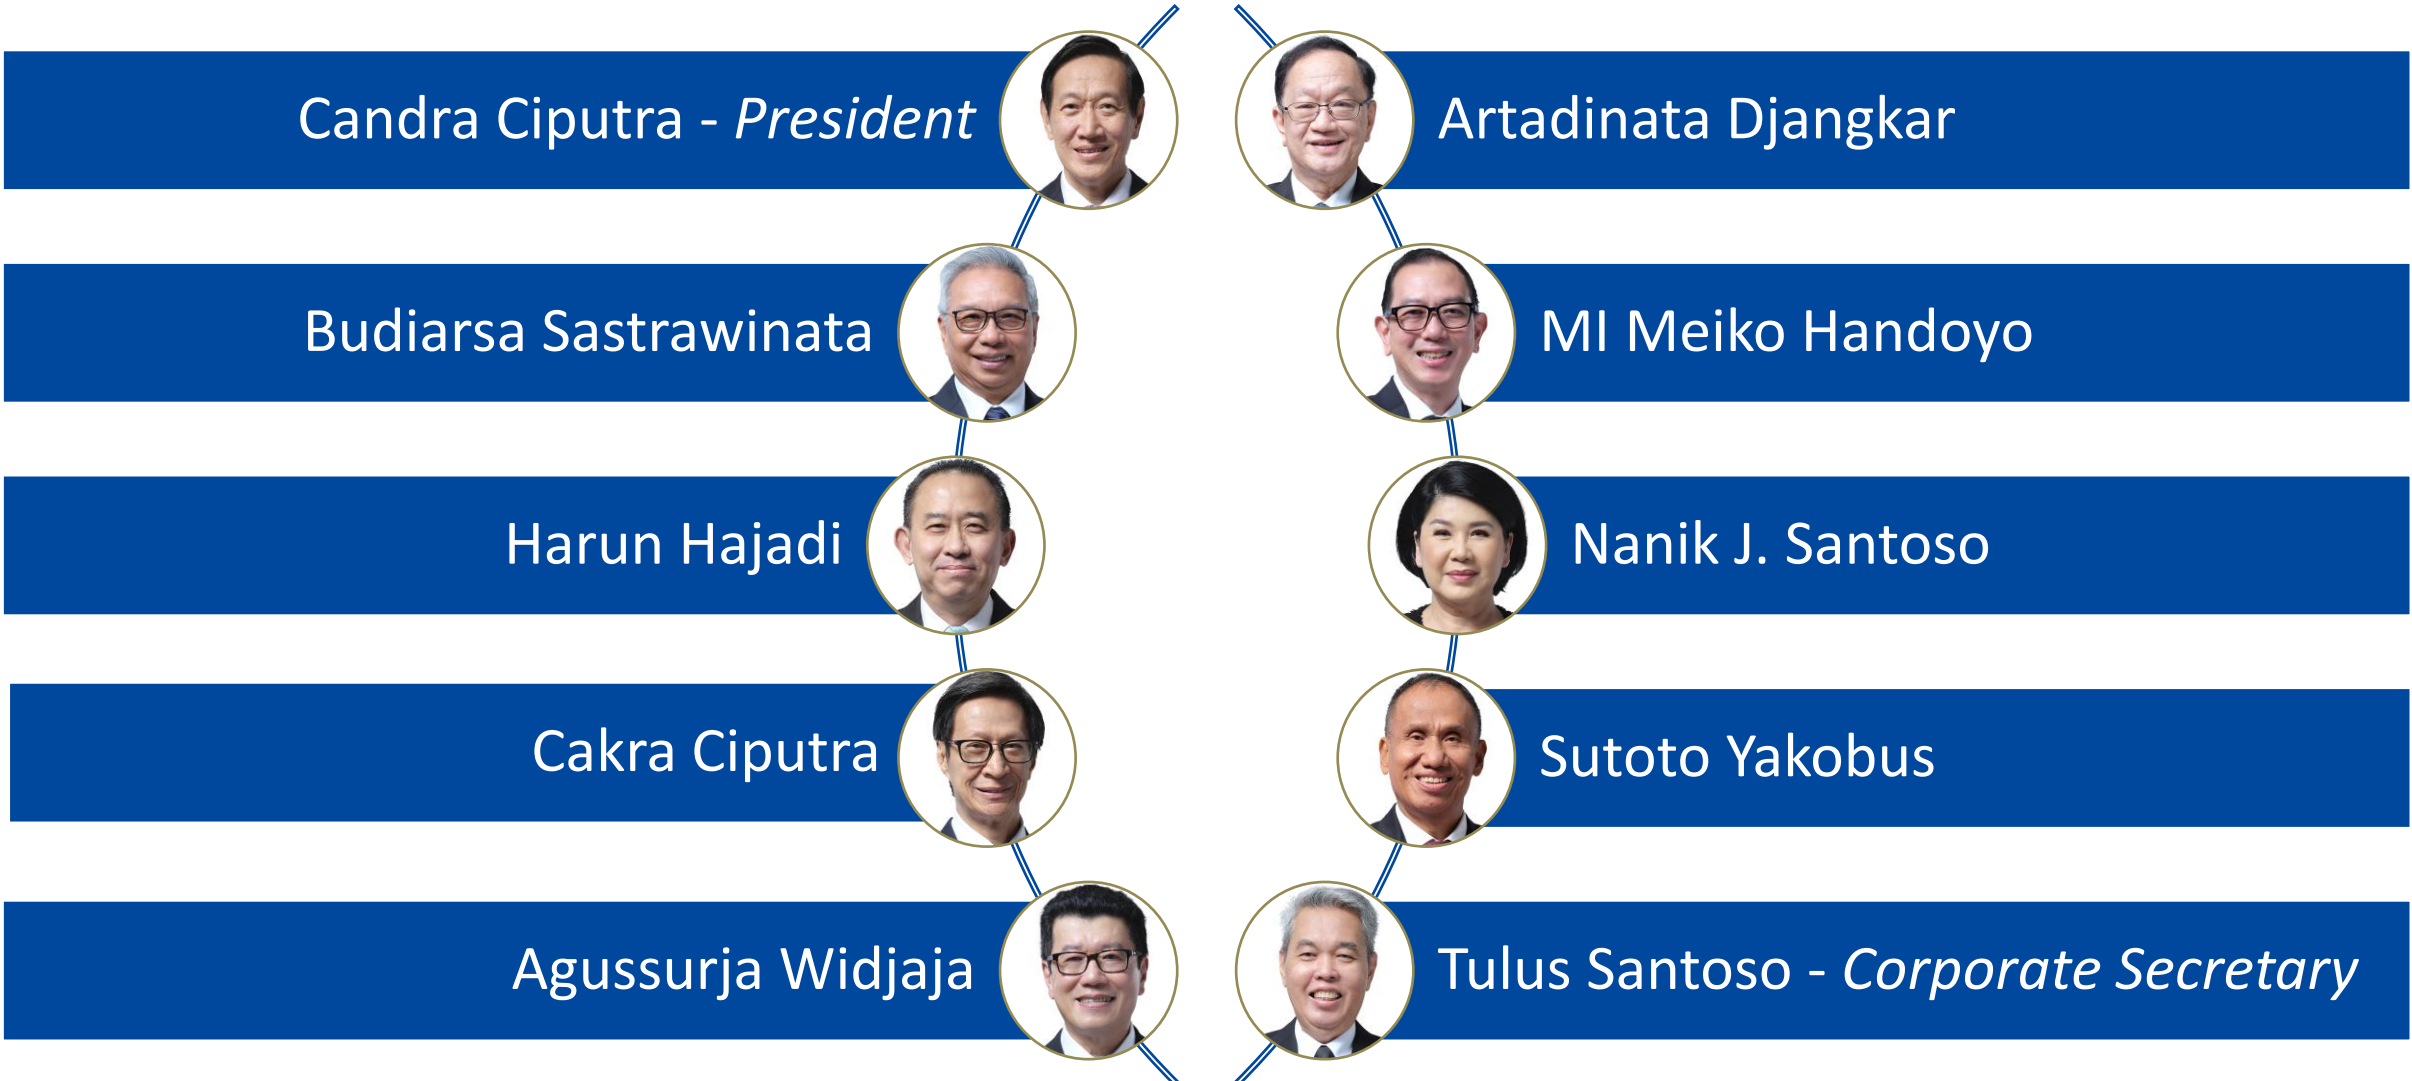 Candra Ciputra - President
Budiarsa Sastrawinata
Harun Hajadi
Cakra Ciputra
Agussurja Widjaja
Artadinata Djangkar
MI Meiko Handoyo
Nanik J. Santoso
Sutoto Yakobus
Tulus Santoso - Corporate Secretary